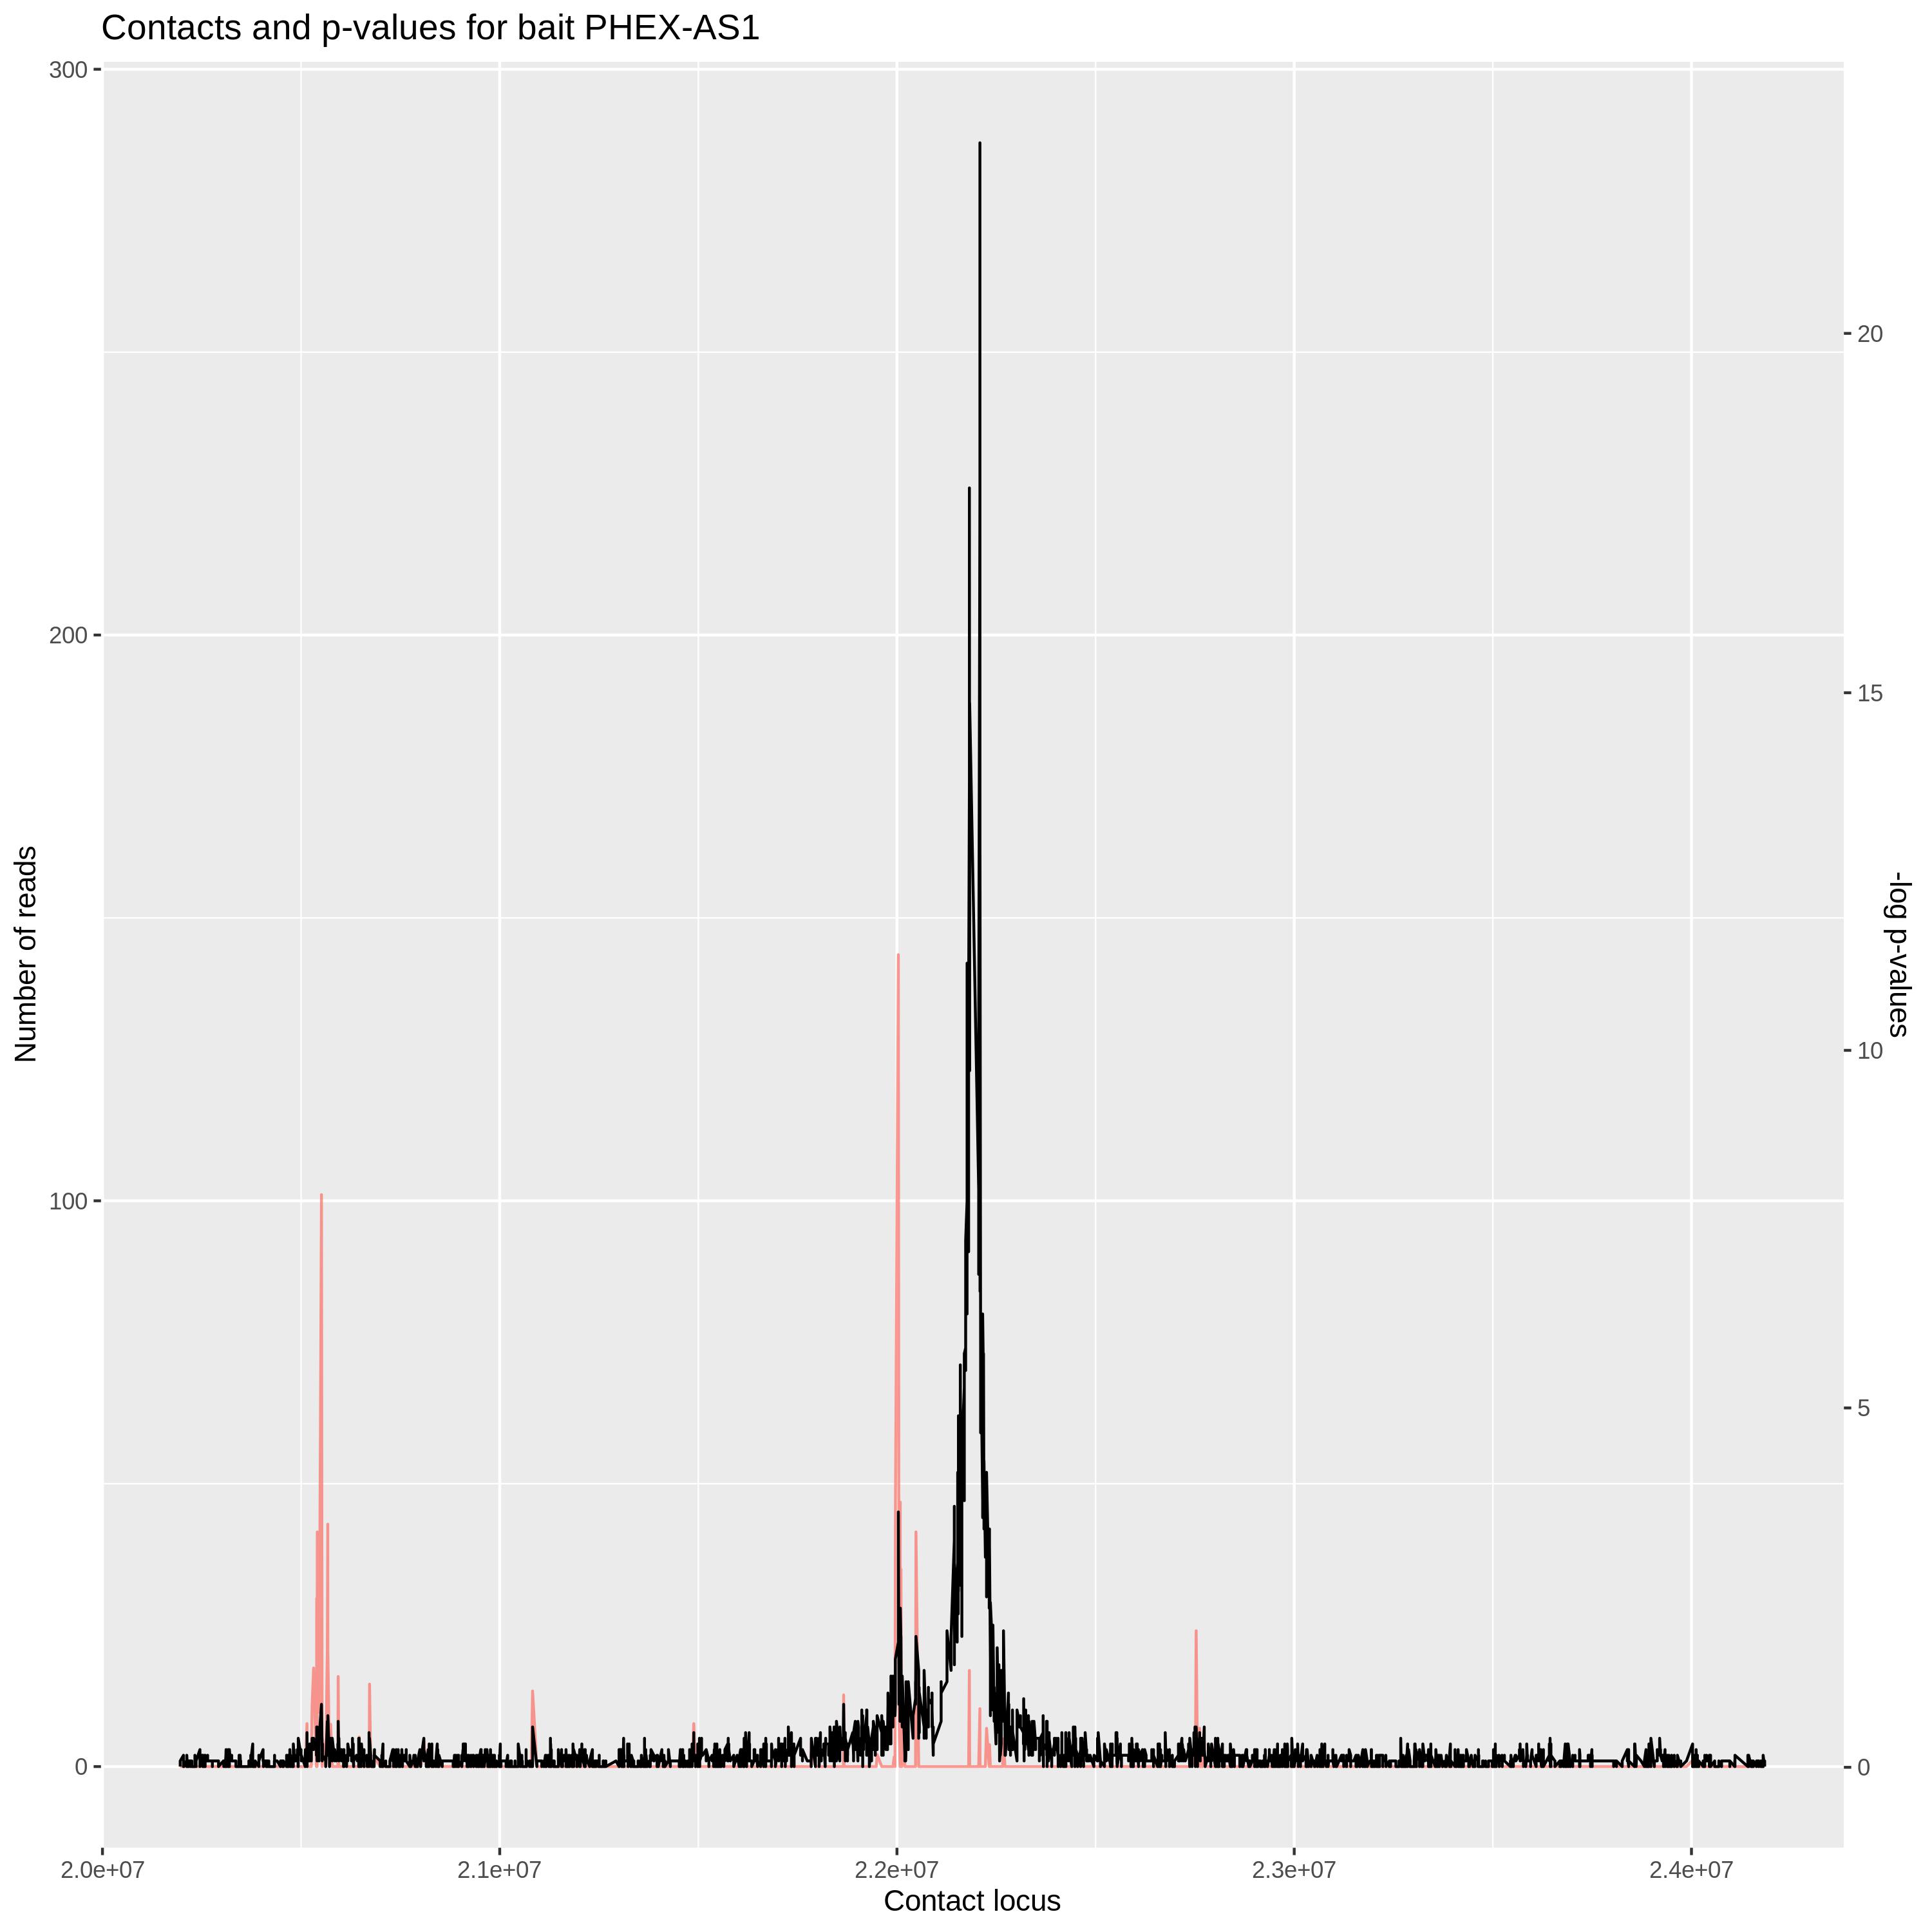 Contacts and p-values for bait PHEX-AS1
300
200
100
0
Number of reads
20
15
10
5
0
-log p-values
2.0e+07 2.1e+07 2.2e+07 2.3e+07 2.4e+07
Contact locus